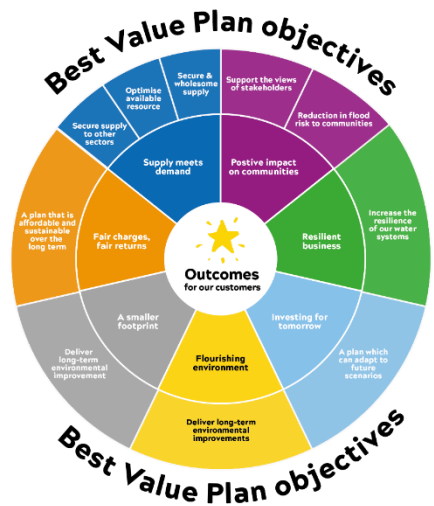 Best Value Plan objectives
Secure &
wholesome
supply
Support the views
of stakeholders
Optimise
available
resource
Reduction in flood
risk to communities
Secure supply
to other
sectors
Supply meets
demand
Postive impact
on communities
A plan that is
affordable and
sustainable
over the
long term
Fair charges,
fair returns
Resilient
business
Increase the
resilience
of our water
systems
Outcomes
for our customers
A smaller
footprint
Investing for
tomorrow
Deliver
long-term
environmental
improvement
Flourishing
environment
A plan which
can adapt to
future
scenarios
Deliver long-term
environmental
improvements
Best Value Plan objectives